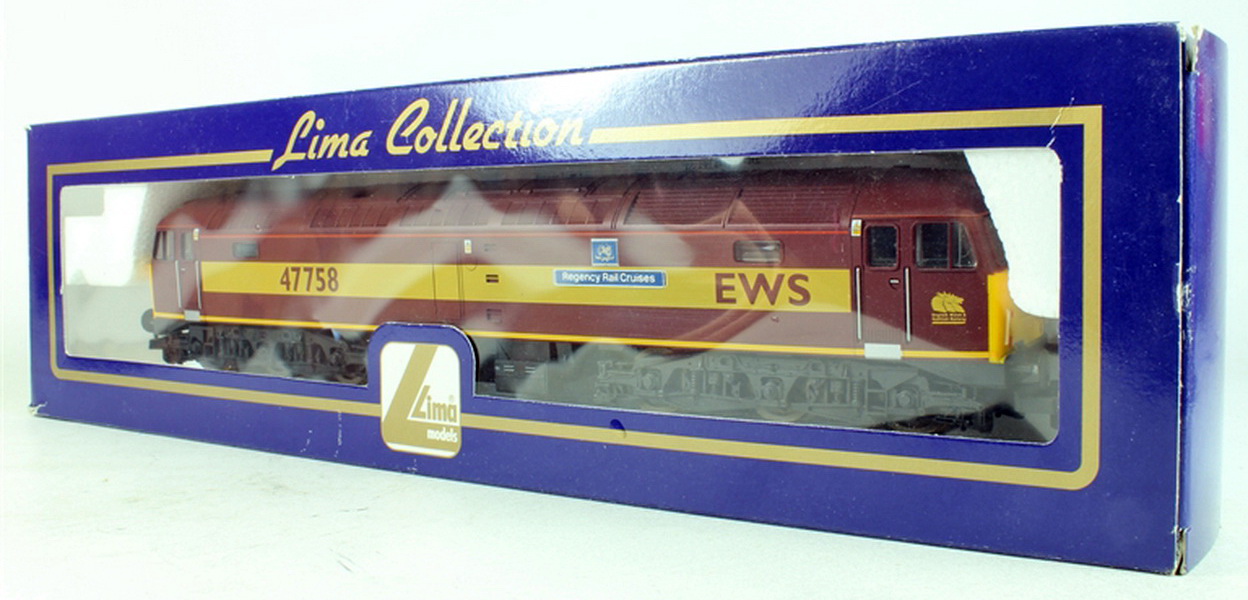 Lima Collection
47758
Regency Rail Cruises
EWS
Lima
models